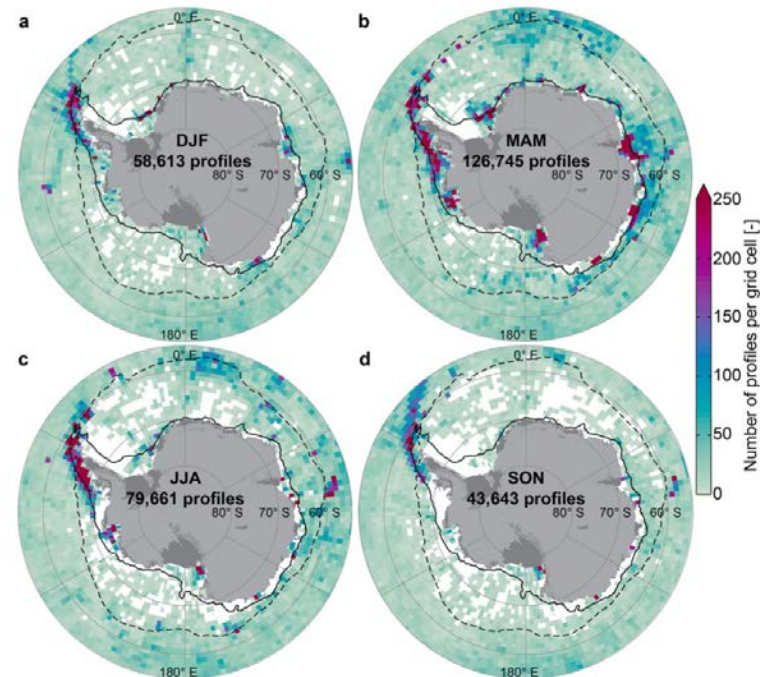 a
0° E
DJF
58,613 profiles
80° S
70° S
60° S
180° E
b
0° E
MAM
126,745 profiles
80° S
70° S
60° S
180° E
c
0° E
JJA
79,661 profiles
80° S
70° S
60° S
180° E
d
0° E
SON
43,643 profiles
80° S
70° S
60° S
180° E
250
200
150
100
50
0
Number of profiles per grid cell [-]